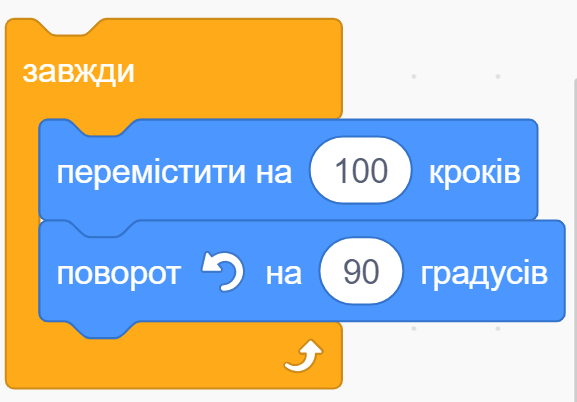 завжди
перемістити на 100 кроків
поворот на 90 градусів